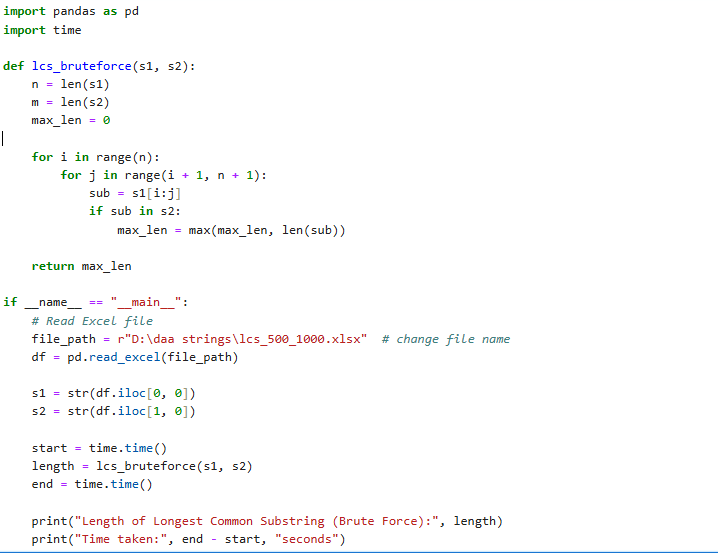 import pandas as pd
import time

def lcs_bruteforce(s1, s2):
    n = len(s1)
    m = len(s2)
    max_len = 0

    for i in range(n):
        for j in range(i + 1, n + 1):
            sub = s1[i:j]
            if sub in s2:
                max_len = max(max_len, len(sub))

    return max_len

if __name__ == "__main__":
    # Read Excel file
    file_path = r"D:\daa strings\lcs_500_1000.xlsx"  # change file name
    df = pd.read_excel(file_path)

    s1 = str(df.iloc[0, 0])
    s2 = str(df.iloc[1, 0])

    start = time.time()
    length = lcs_bruteforce(s1, s2)
    end = time.time()

    print("Length of Longest Common Substring (Brute Force):", length)
    print("Time taken:", end - start, "seconds")